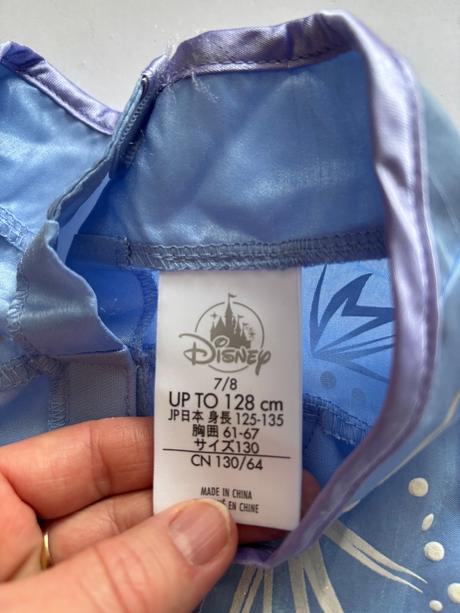 Disney
7/8
UP TO 128 cm
JP日本 身長 125-135
胸囲 61-67
サイズ130
CN 130/64
MADE IN CHINA
EN CHINE